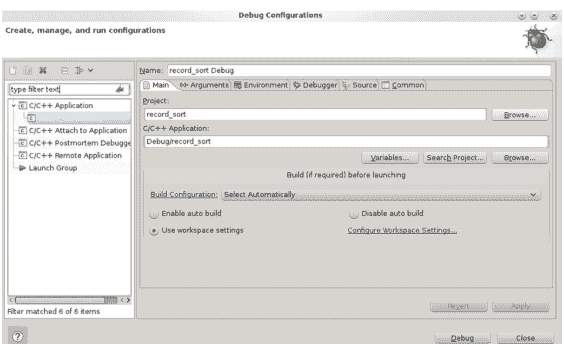 Debug Configurations
Create, manage, and run configurations
Name: record_sort Debug
type filter text
C/C++ Application
C/C++ Attach to Application
C/C++ Postmortem Debugge
C/C++ Remote Application
Launch Group
Filter matched 6 of 6 items
Main
Arguments
Environment
Debugger
Source
Common
Project:
record_sort
Browse...
C/C++ Application:
Debug/record_sort
Variables...
Search Project...
Browse...
Build (if required) before launching
Build Configuration: Select Automatically
Enable auto build
Disable auto build
Use workspace settings
Configure Workspace Settings...
Revert
Apply
?
Debug
Close